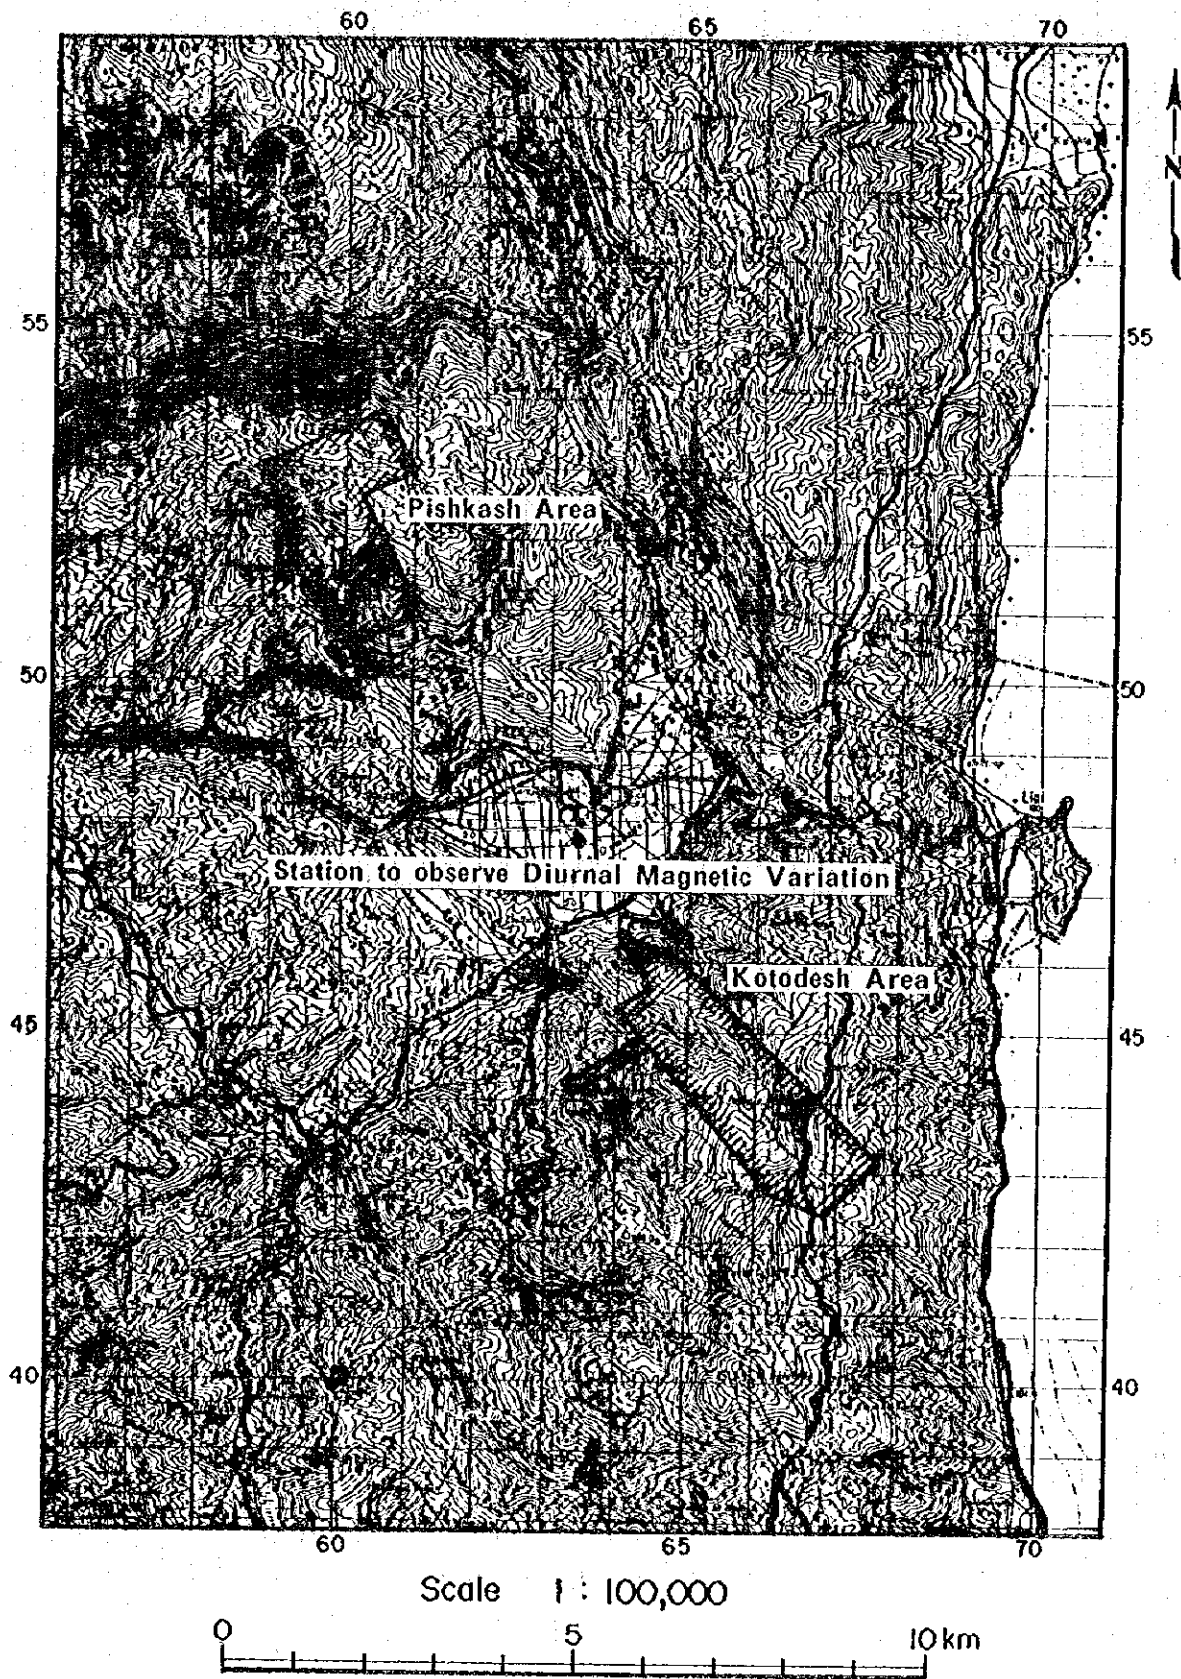 60 65 70
N
55 55
Pishkash Area
50 50
Station to observe Diurnal Magnetic Variation
Kotodesh Area
45 45
40 40
60 65 70
Scale 1 : 100,000
0 5 10 km